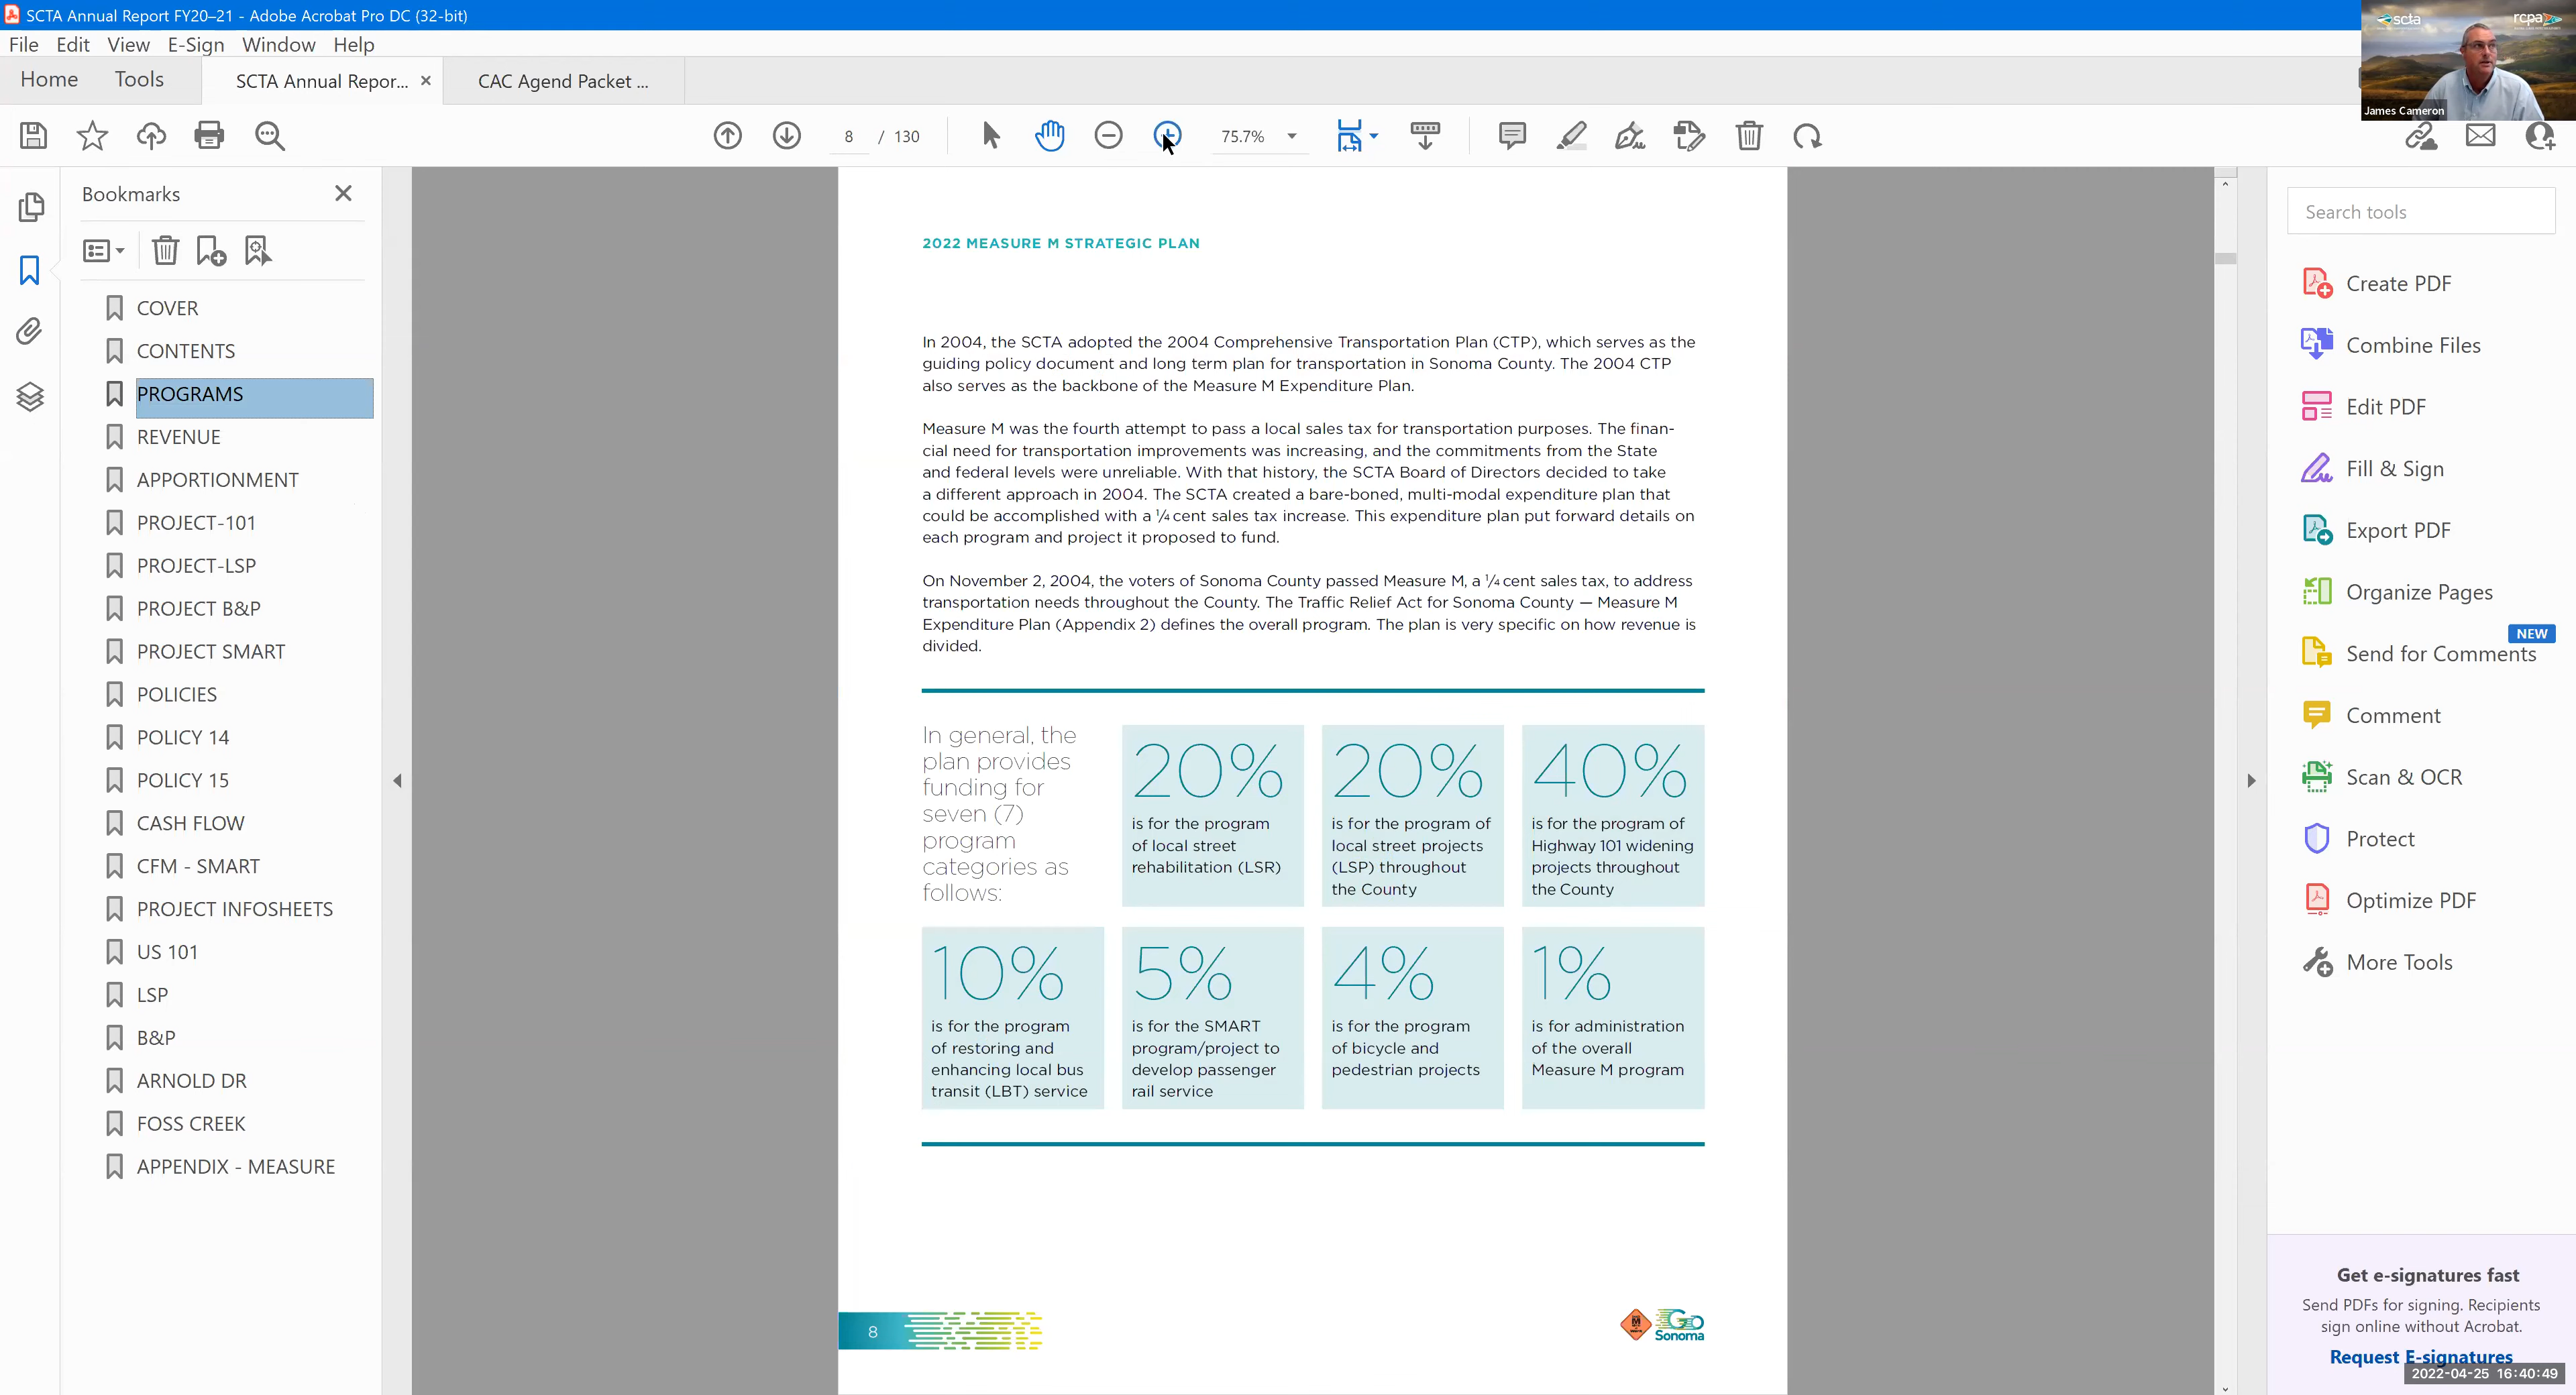 SCTA Annual Report FY20–21 - Adobe Acrobat Pro DC (32-bit)
File Edit View E-Sign Window Help
Home Tools SCTA Annual Repor... × CAC Agend Packet ...
scta rcpa
James Cameron
8 / 130 75.7%
Bookmarks
COVER
CONTENTS
PROGRAMS
REVENUE
APPORTIONMENT
PROJECT-101
PROJECT-LSP
PROJECT B&P
PROJECT SMART
POLICIES
POLICY 14
POLICY 15
CASH FLOW
CFM - SMART
PROJECT INFOSHEETS
US 101
LSP
B&P
ARNOLD DR
FOSS CREEK
APPENDIX - MEASURE
2022 MEASURE M STRATEGIC PLAN
In 2004, the SCTA adopted the 2004 Comprehensive Transportation Plan (CTP), which serves as the
guiding policy document and long term plan for transportation in Sonoma County. The 2004 CTP
also serves as the backbone of the Measure M Expenditure Plan.
Measure M was the fourth attempt to pass a local sales tax for transportation purposes. The finan-
cial need for transportation improvements was increasing, and the commitments from the State
and federal levels were unreliable. With that history, the SCTA Board of Directors decided to take
a different approach in 2004. The SCTA created a bare-boned, multi-modal expenditure plan that
could be accomplished with a ¼ cent sales tax increase. This expenditure plan put forward details on
each program and project it proposed to fund.
On November 2, 2004, the voters of Sonoma County passed Measure M, a ¼ cent sales tax, to address
transportation needs throughout the County. The Traffic Relief Act for Sonoma County — Measure M
Expenditure Plan (Appendix 2) defines the overall program. The plan is very specific on how revenue is
divided.
In general, the
plan provides
funding for
seven (7)
program
categories as
follows:
20%
is for the program
of local street
rehabilitation (LSR)
20%
is for the program of
local street projects
(LSP) throughout
the County
40%
is for the program of
Highway 101 widening
projects throughout
the County
10%
is for the program
of restoring and
enhancing local bus
transit (LBT) service
5%
is for the SMART
program/project to
develop passenger
rail service
4%
is for the program
of bicycle and
pedestrian projects
1%
is for administration
of the overall
Measure M program
8
Go
Sonoma
Search tools
Create PDF
Combine Files
Edit PDF
Fill & Sign
Export PDF
Organize Pages
NEW
Send for Comments
Comment
Scan & OCR
Protect
Optimize PDF
More Tools
Get e-signatures fast
Send PDFs for signing. Recipients
sign online without Acrobat.
Request E-signatures
2022-04-25 16:40:49